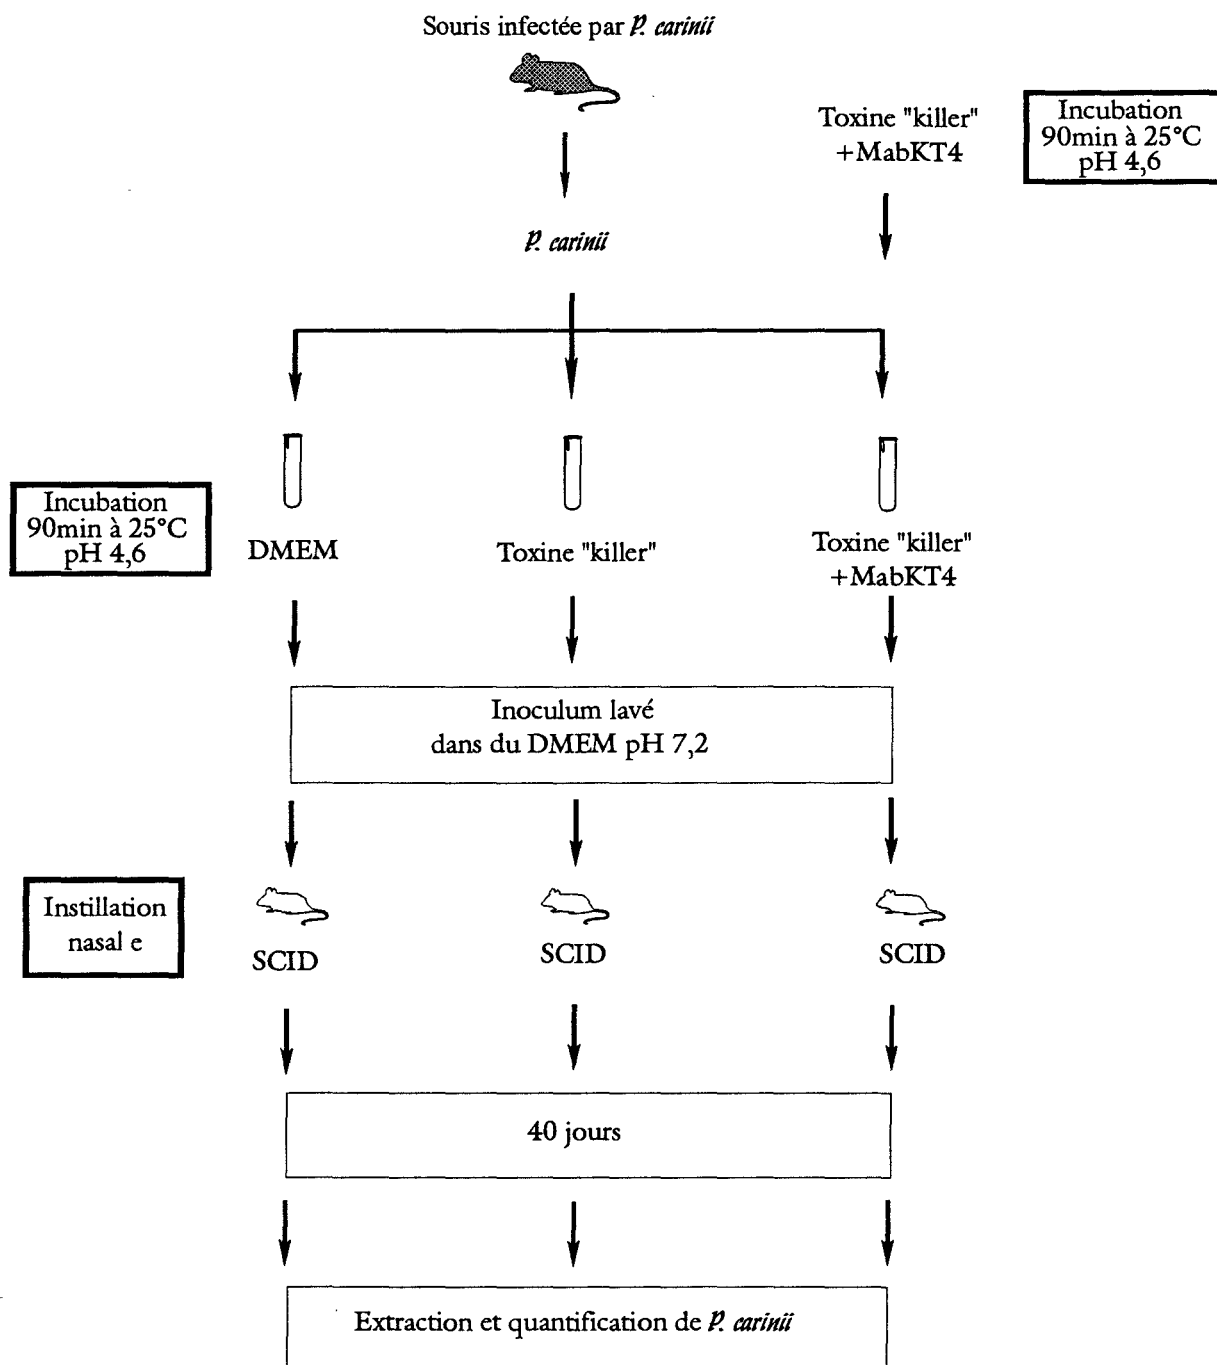 Souris infectée par P. carinii
Toxine "killer"
+MabKT4
Incubation
90min à 25°C
pH 4,6
P. carinii
Incubation
90min à 25°C
pH 4,6
DMEM
Toxine "killer"
Toxine "killer"
+MabKT4
Inoculum lavé
dans du DMEM pH 7,2
Instillation
nasal e
SCID
SCID
SCID
40 jours
Extraction et quantification de P. carinii